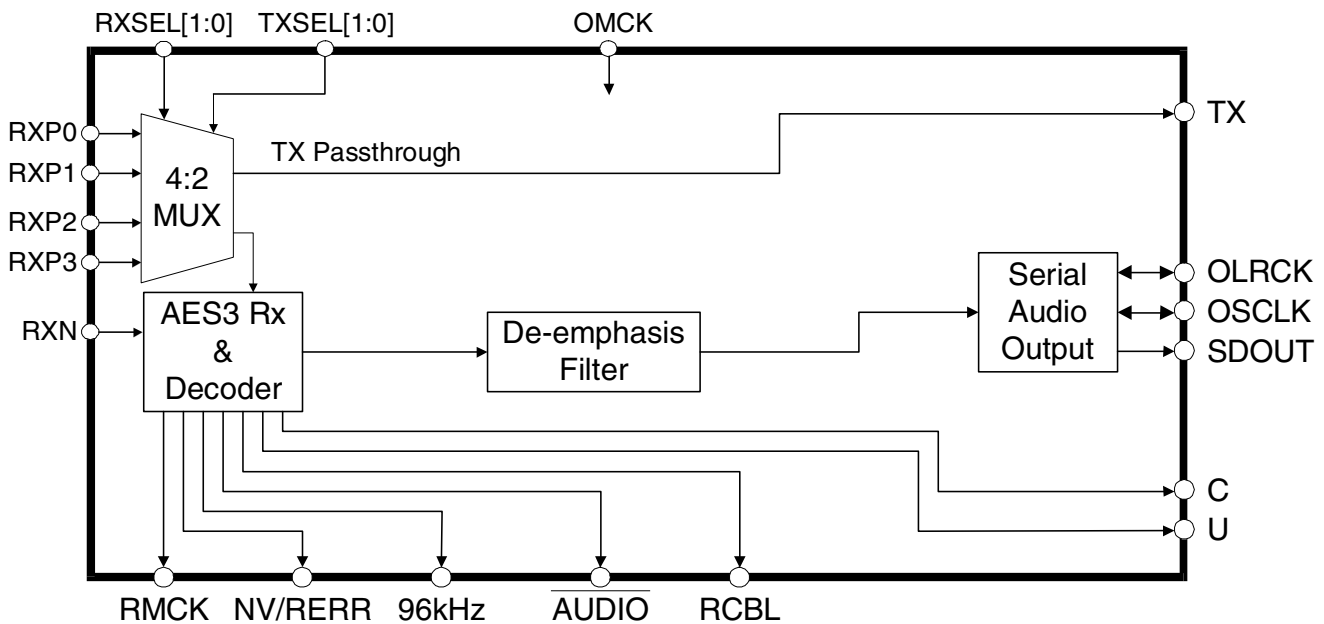 RXSEL[1:0] TXSEL[1:0] OMCK
RXP0
RXP1
RXP2
RXP3
RXN
4:2
MUX
TX Passthrough
TX
AES3 Rx
&
Decoder
De-emphasis
Filter
Serial
Audio
Output
OLRCK
OSCLK
SDOUT
C
U
RMCK NV/RERR 96kHz AUDIO RCBL